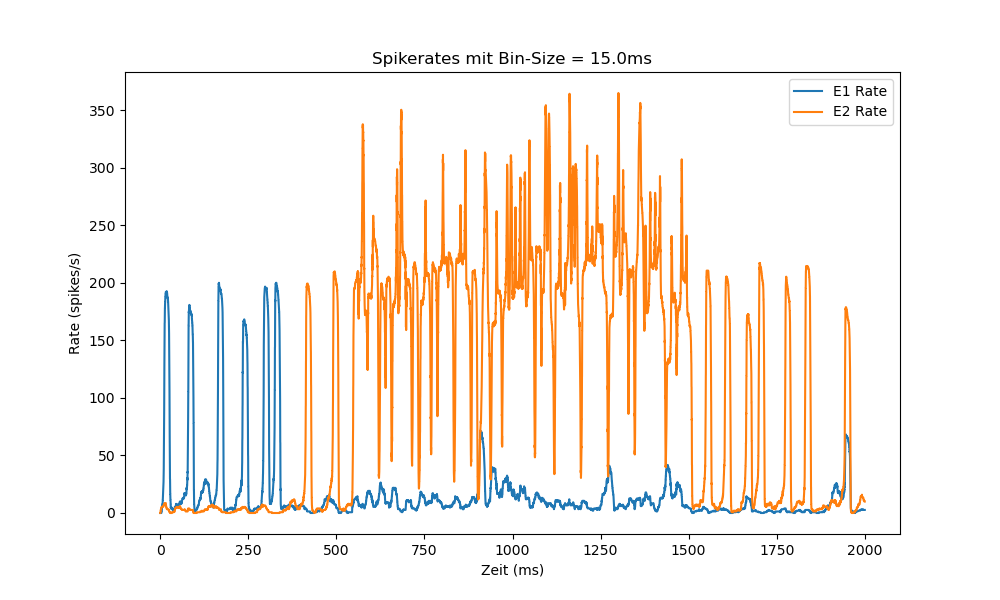 Spikerates mit Bin-Size = 15.0ms
E1 Rate
E2 Rate
350
300
250
200
150
100
50
0
Rate (spikes/s)
0 250 500 750 1000 1250 1500 1750 2000
Zeit (ms)